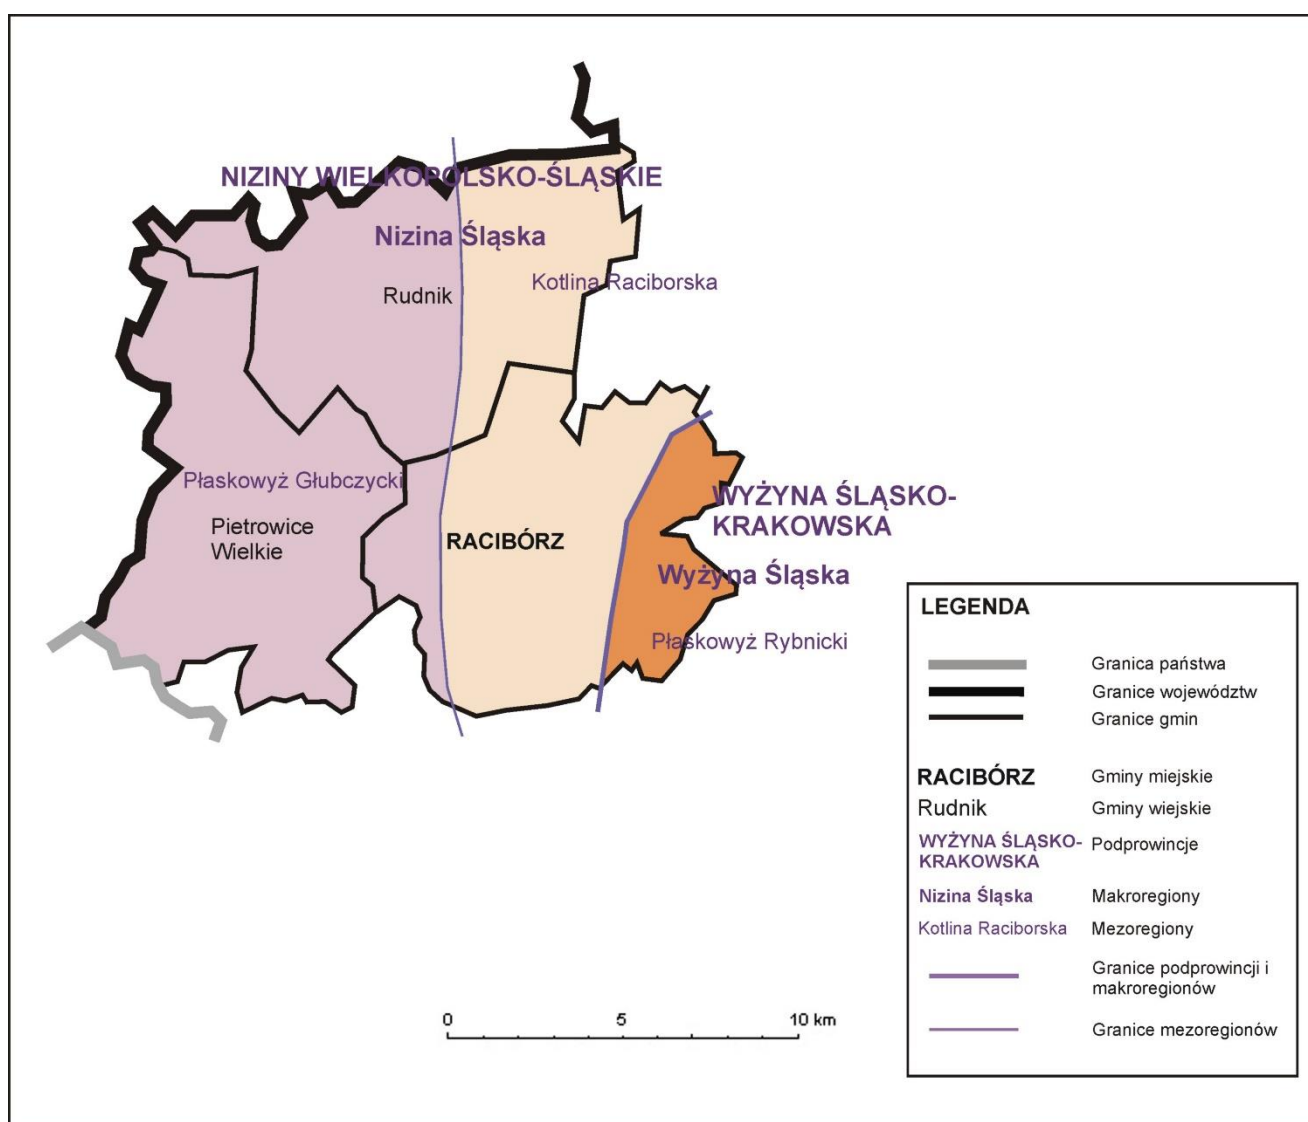 NIZINY WIELKOPOLSKO-ŚLĄSKIE
Nizina Śląska
Kotlina Raciborska
Rudnik
Płaskowyż Głubczycki
Pietrowice
Wielkie
RACIBÓRZ
WYŻYNA ŚLĄSKO-
KRAKOWSKA
Wyżyna Śląska
Płaskowyż Rybnicki
LEGENDA
Granica państwa
Granice województw
Granice gmin
RACIBÓRZ Gminy miejskie
Rudnik Gminy wiejskie
WYŻYNA ŚLĄSKO-
KRAKOWSKA Podprowincje
Nizina Śląska Makroregiony
Kotlina Raciborska Mezoregiony
Granice podprowincji i
makroregionów
Granice mezoregionów
0 5 10 km